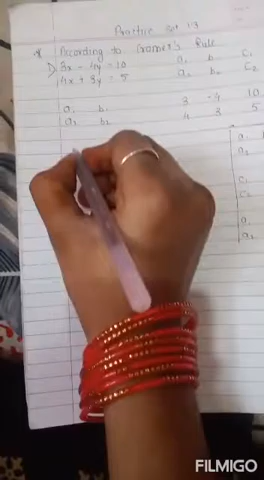 Practice set 1.3
* According to Cramer's Rule
1) 3x - 4y = 10 a₁ b c₁
4x + 3y = 5 a₂ b₂ c₂
a₁ b₁ 3 -4 10
a₂ b₂ 4 3 5
a₁
a₂
c₁
c₂
a₁
a₂
FILMIGO